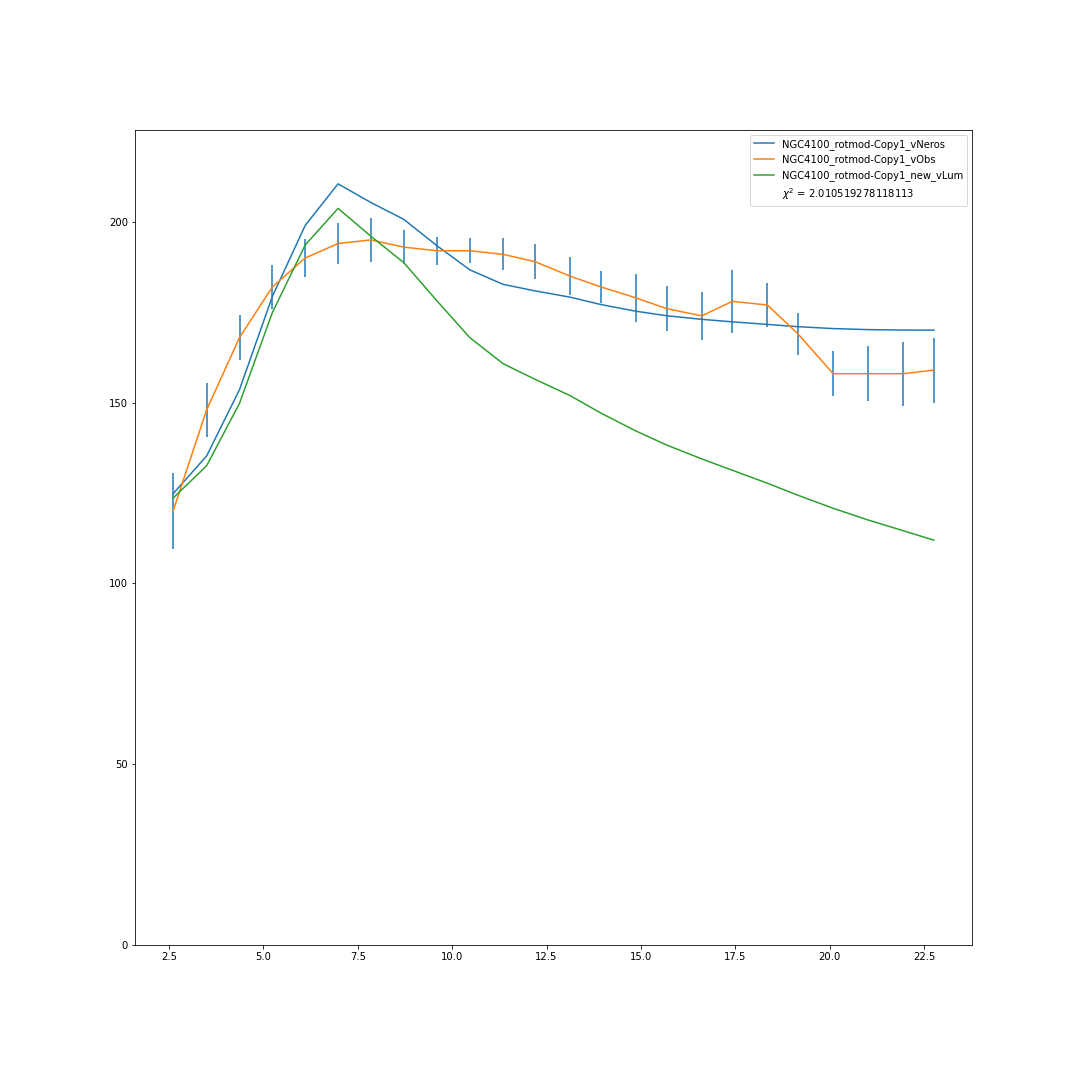 NGC4100_rotmod-Copy1_vNeros
NGC4100_rotmod-Copy1_vObs
NGC4100_rotmod-Copy1_new_vLum
χ² = 2.010519278118113
200
150
100
50
0
2.5 5.0 7.5 10.0 12.5 15.0 17.5 20.0 22.5